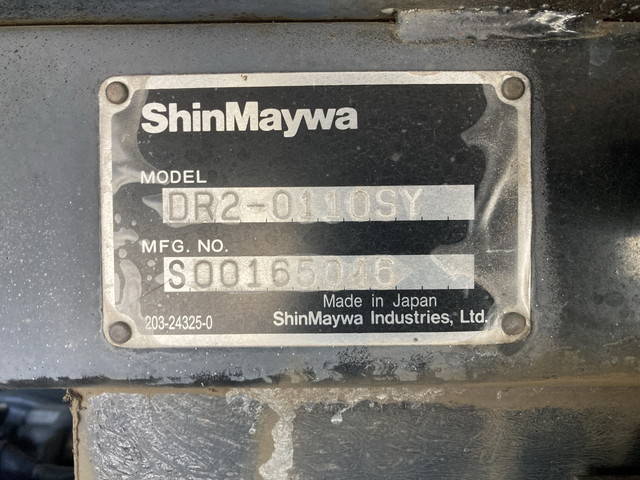 ShinMaywa
MODEL
DR2-0110SY
MFG. NO.
S00165046
Made in Japan
203-24325-0
ShinMaywa Industries, Ltd.